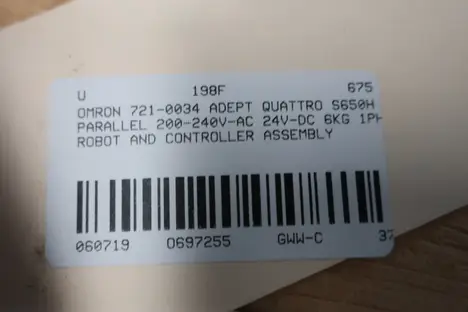 U 198F 675
OMRON 721-0034 ADEPT QUATTRO S650H
PARALLEL 200-240V-AC 24V-DC 6KG 1PH
ROBOT AND CONTROLLER ASSEMBLY
060719 0697255 GWW-C 37